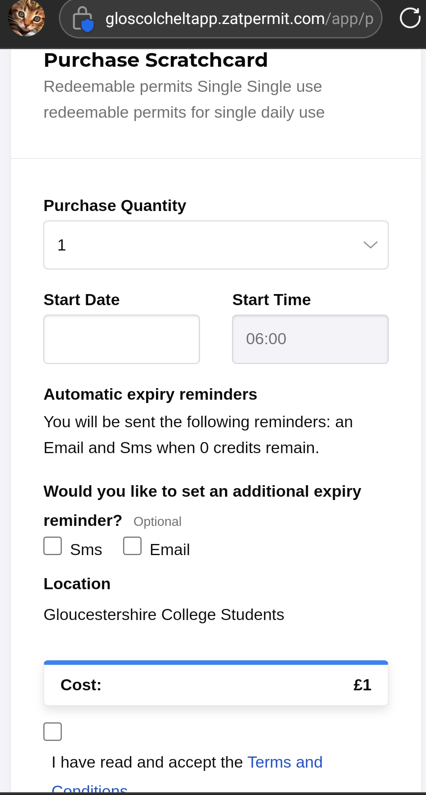 gloscolcheltapp.zatpermit.com/app/p
Purchase Scratchcard
Redeemable permits Single Single use
redeemable permits for single daily use
Purchase Quantity
1
Start Date Start Time
06:00
Automatic expiry reminders
You will be sent the following reminders: an
Email and Sms when 0 credits remain.
Would you like to set an additional expiry
reminder? Optional
Sms Email
Location
Gloucestershire College Students
Cost: £1
I have read and accept the Terms and
Conditions